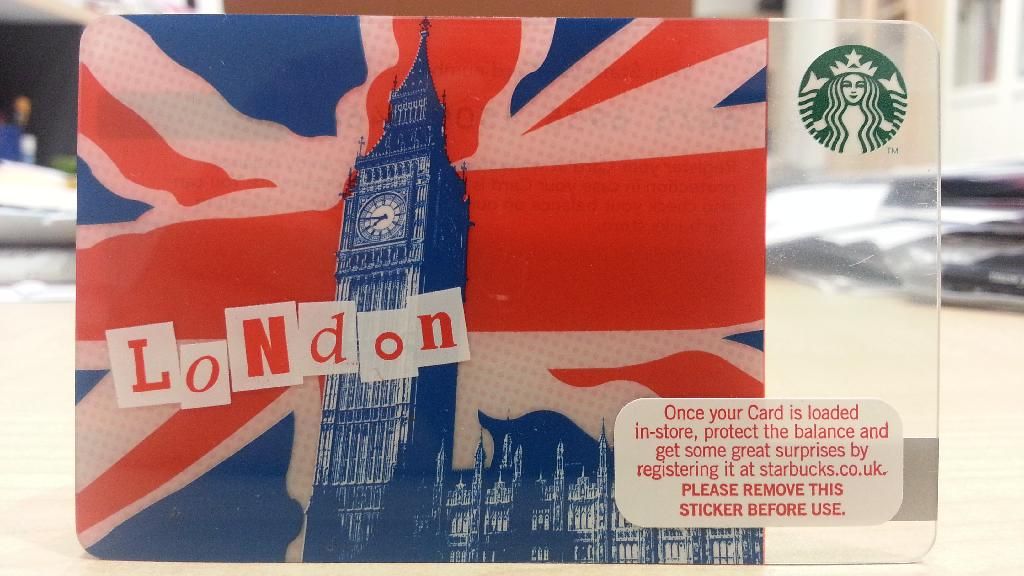 LoNdon
TM
Once your Card is loaded
in-store, protect the balance and
get some great surprises by
registering it at starbucks.co.uk.
PLEASE REMOVE THIS
STICKER BEFORE USE.